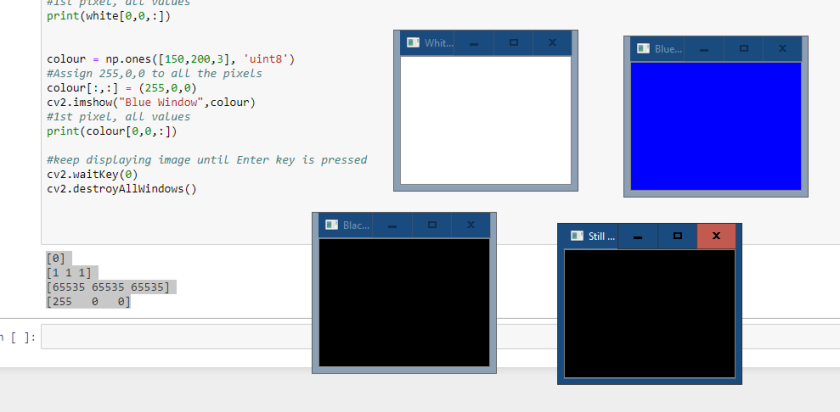 #1st pixel, all values
print(white[0,0,:])
colour = np.ones([150,200,3], 'uint8')
#Assign 255,0,0 to all the pixels
colour[:,:] = (255,0,0)
cv2.imshow("Blue Window",colour)
#1st pixel, all values
print(colour[0,0,:])
#keep displaying image until Enter key is pressed
cv2.waitKey(0)
cv2.destroyAllWindows()
Whit...
Blue...
Blac...
Still ...
[0]
[1 1 1]
[65535 65535 65535]
[255 0 0]
[ ]: